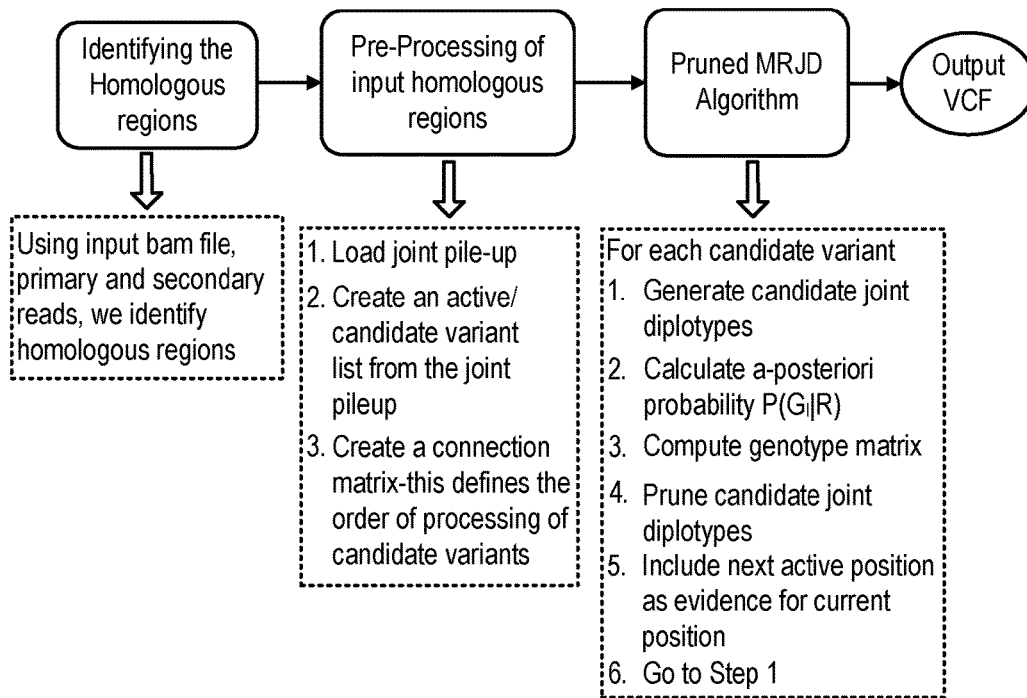 Identifying the
Homologous
regions
Pre-Processing of
input homologous
regions
Pruned MRJD
Algorithm
Output
VCF
Using input bam file,
primary and secondary
reads, we identify
homologous regions
1. Load joint pile-up
2. Create an active/
candidate variant
list from the joint
pileup
3. Create a connection
matrix-this defines the
order of processing of
candidate variants
For each candidate variant
1. Generate candidate joint
diplotypes
2. Calculate a-posteriori
probability P(Gₗ|R)
3. Compute genotype matrix
4. Prune candidate joint
diplotypes
5. Include next active position
as evidence for current
position
6. Go to Step 1